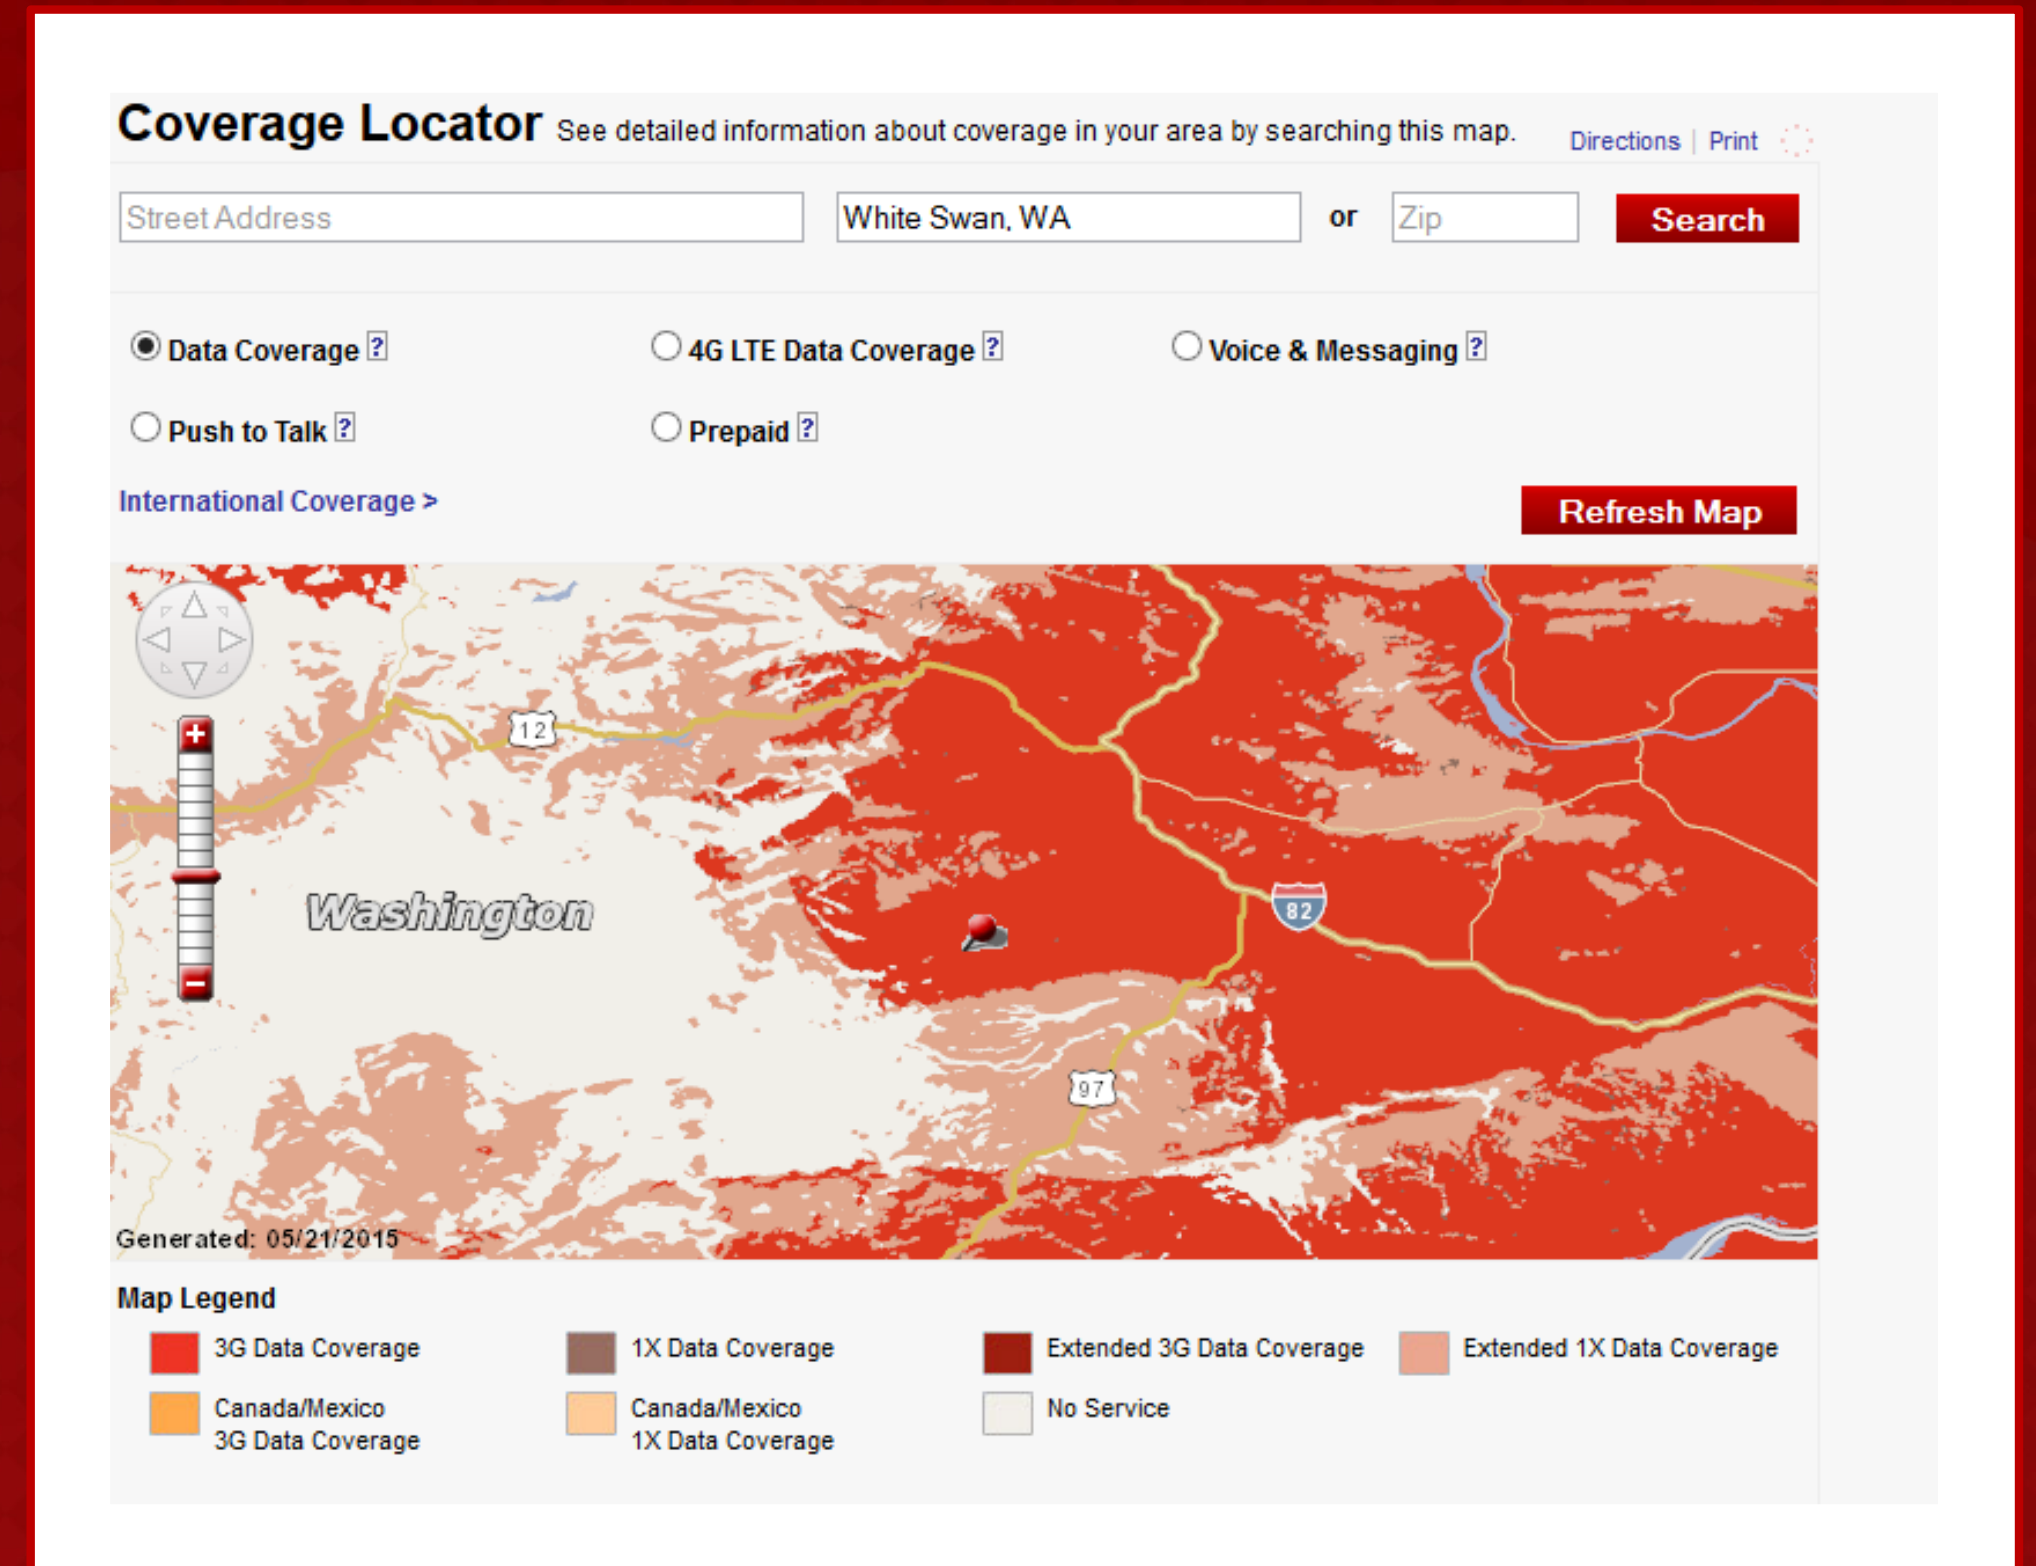 Coverage Locator See detailed information about coverage in your area by searching this map.
Directions | Print
Street Address White Swan, WA or Zip Search
Data Coverage ? 4G LTE Data Coverage ? Voice & Messaging ?
Push to Talk ? Prepaid ?
International Coverage >
Refresh Map
+
12
Washington
82
–
97
Generated: 05/21/2015
Map Legend
3G Data Coverage 1X Data Coverage Extended 3G Data Coverage Extended 1X Data Coverage
Canada/Mexico Canada/Mexico No Service
3G Data Coverage 1X Data Coverage